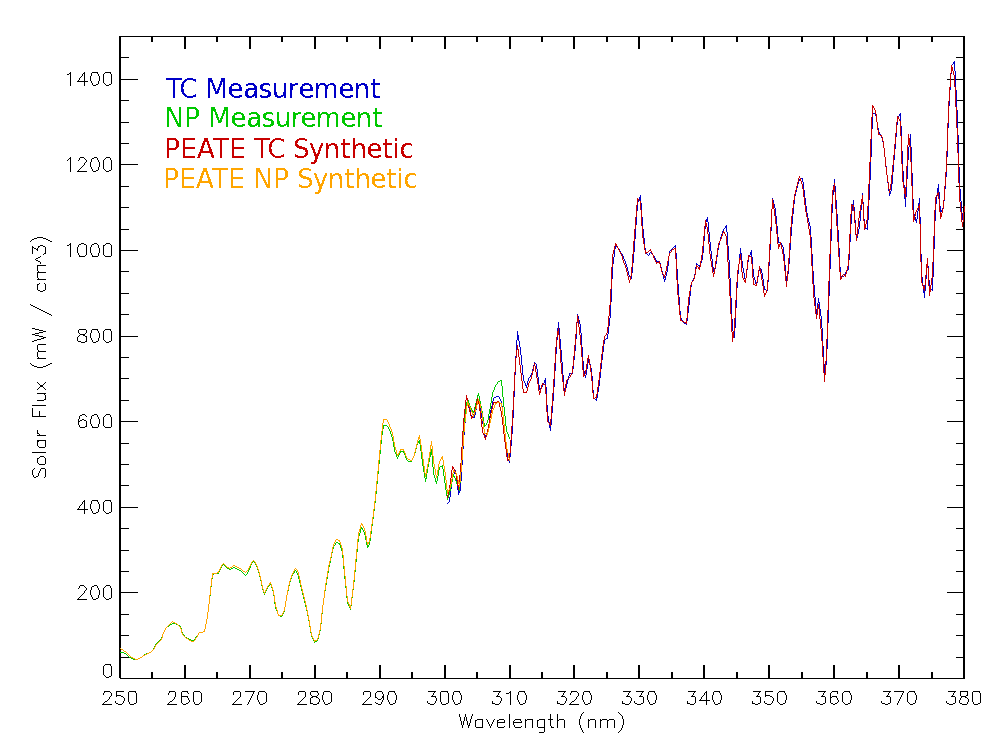 TC Measurement
NP Measurement
PEATE TC Synthetic
PEATE NP Synthetic
Solar Flux (mW / cm^3)
1400
1200
1000
800
600
400
200
0
250 260 270 280 290 300 310 320 330 340 350 360 370 380
Wavelength (nm)